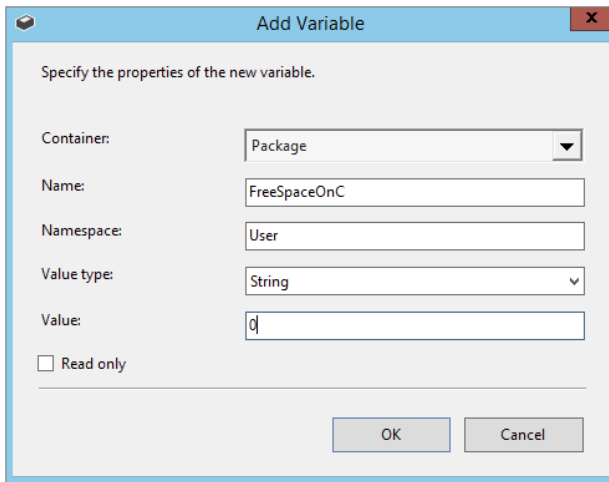 Add Variable
x
Specify the properties of the new variable.
Container: Package
Name: FreeSpaceOnC
Namespace: User
Value type: String
Value: 0
Read only
OK Cancel